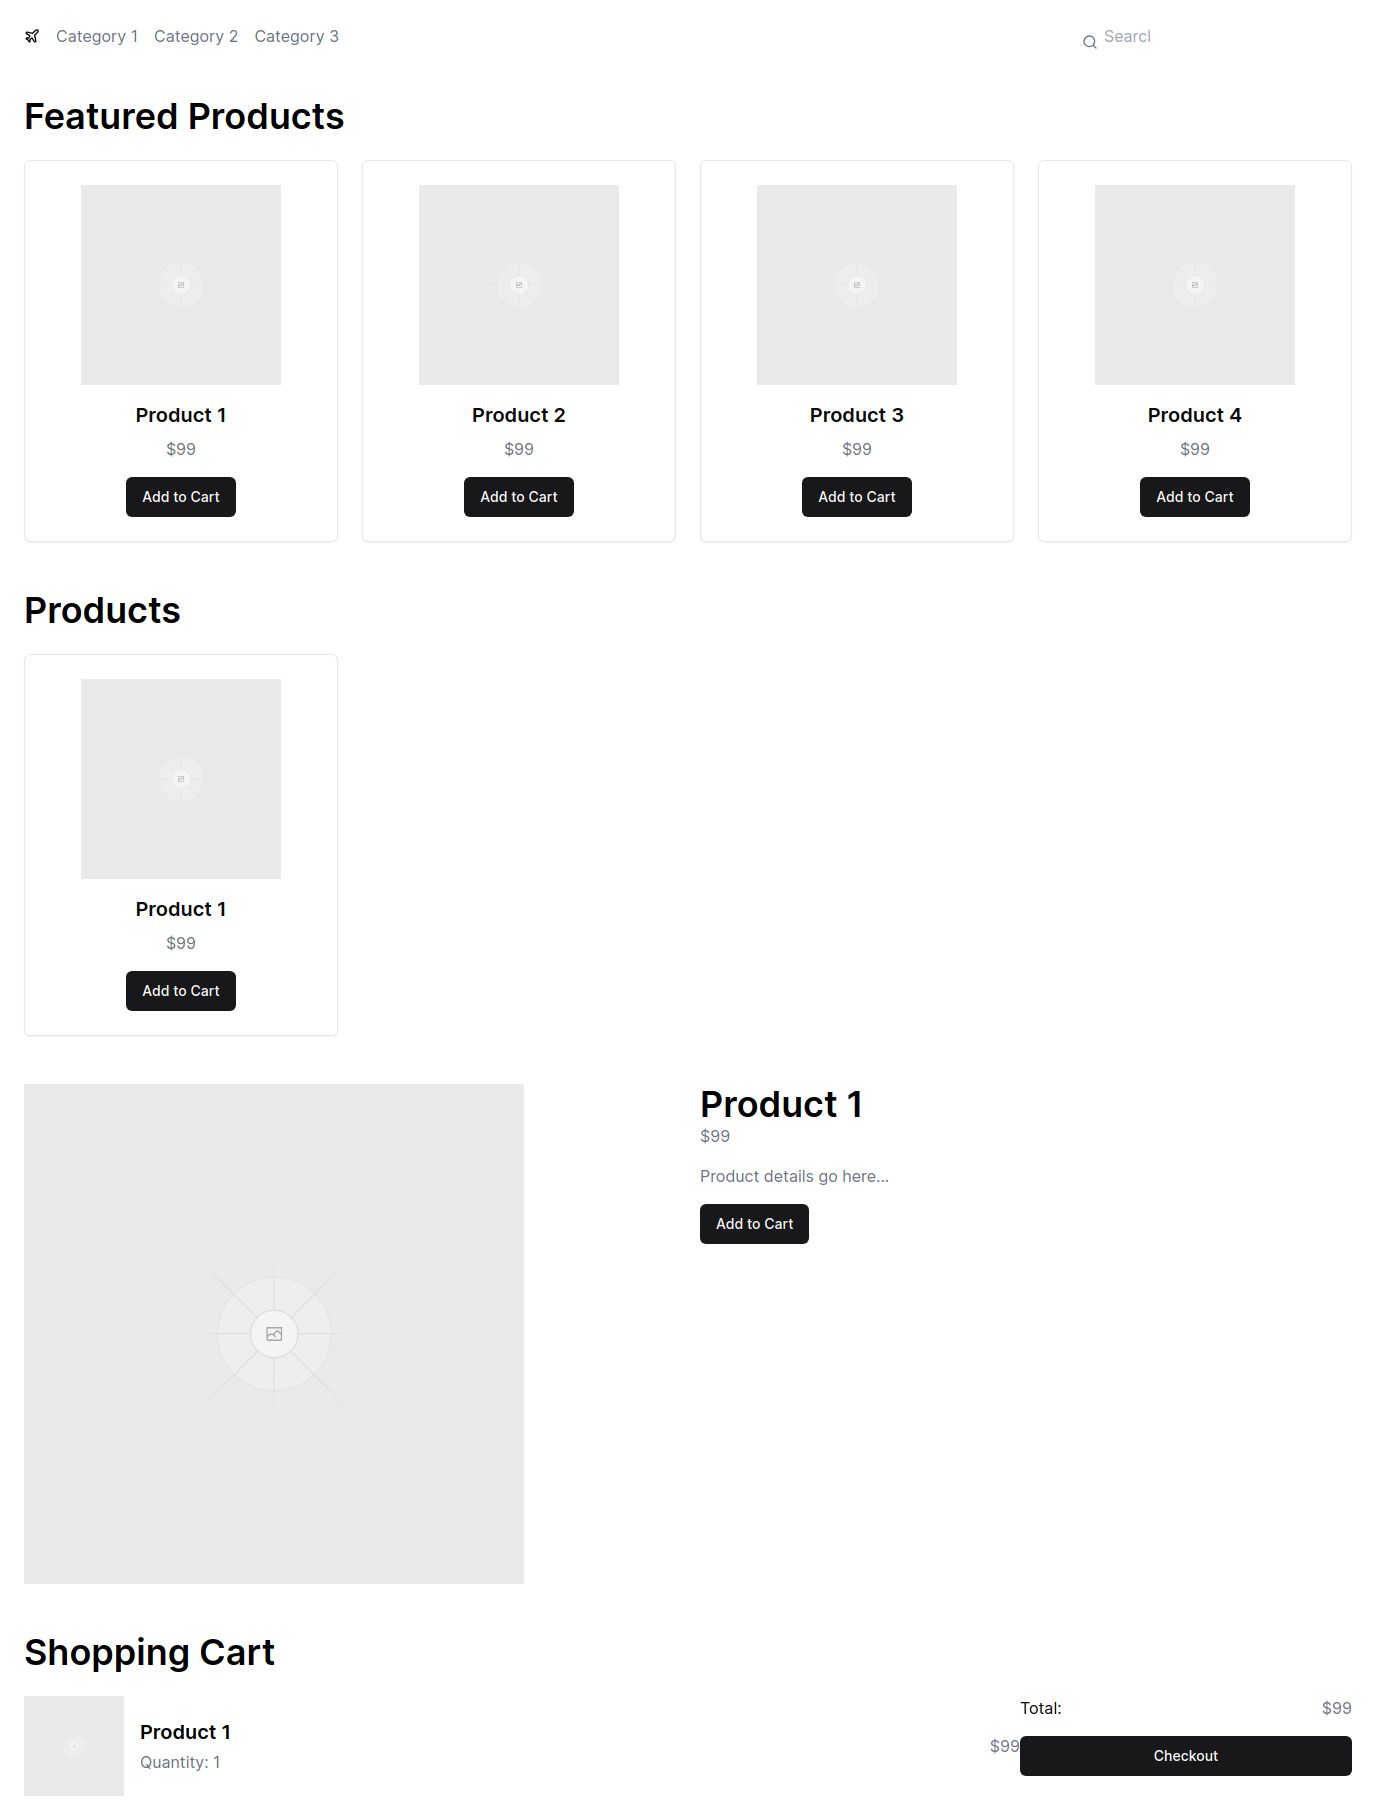 Category 1 Category 2 Category 3 Searcl
Featured Products
Product 1 Product 2 Product 3 Product 4
$99 $99 $99 $99
Add to Cart Add to Cart Add to Cart Add to Cart
Products
Product 1
$99
Add to Cart
Product 1
$99
Product details go here...
Add to Cart
Shopping Cart
Product 1
Quantity: 1
$99
Total: $99
Checkout